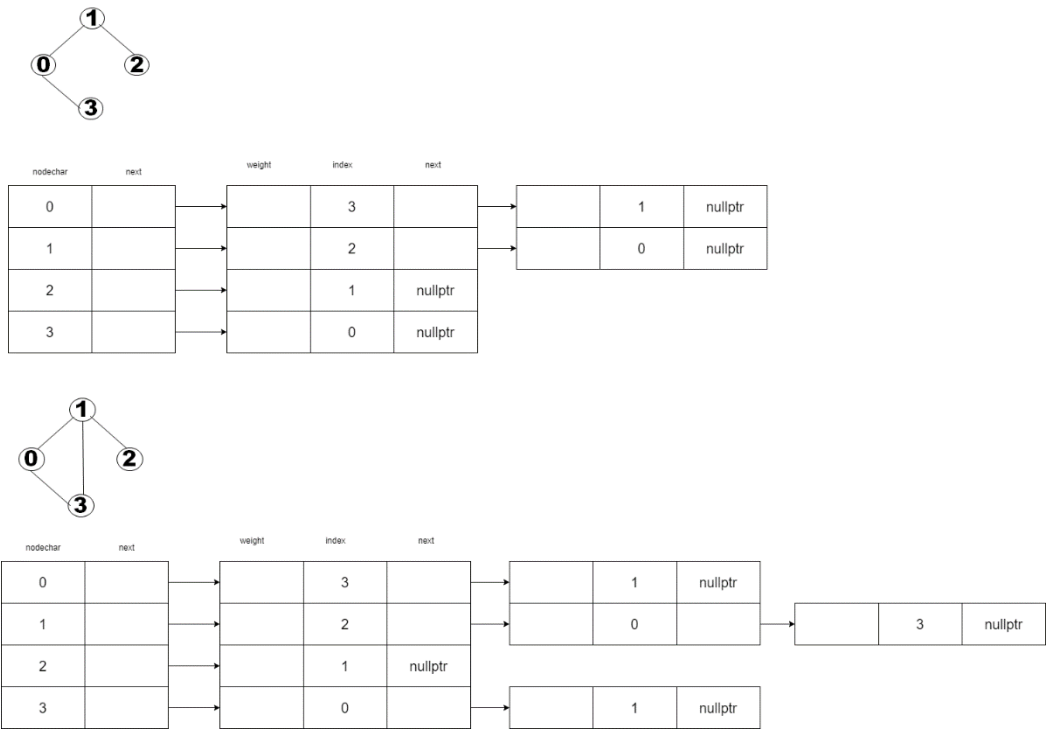 1
0 2
3
nodechar next weight index next
0 3 1 nullptr
1 2 0 nullptr
2 1 nullptr
3 0 nullptr
1
0 2
3
nodechar next weight index next
0 3 1 nullptr
1 2 0 3 nullptr
2 1 nullptr
3 0 1 nullptr